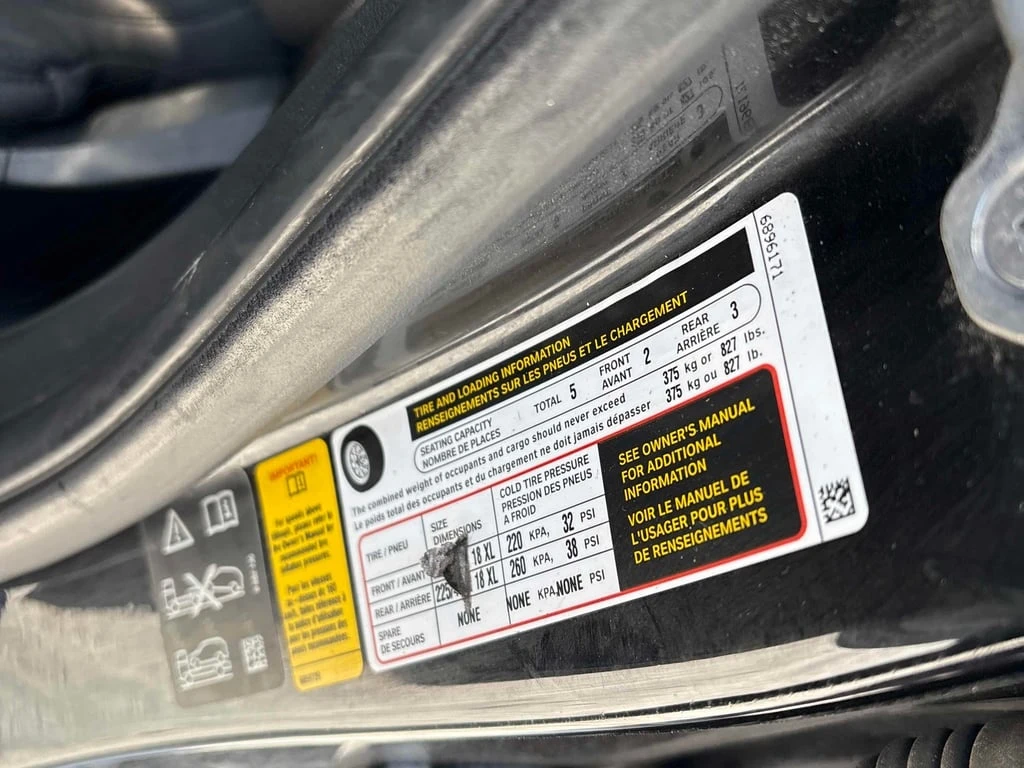 6896171
TIRE AND LOADING INFORMATION
RENSEIGNEMENTS SUR LES PNEUS ET LE CHARGEMENT
SEATING CAPACITY
NOMBRE DE PLACES
TOTAL 5
FRONT
AVANT
2
REAR
ARRIÈRE
3
The combined weight of occupants and cargo should never exceed 375 kg or 827 lbs.
Le poids total des occupants et du chargement ne doit jamais dépasser 375 kg ou 827 lb.
TIRE / PNEU
SIZE
DIMENSIONS
COLD TIRE PRESSURE
PRESSION DES PNEUS
A FROID
FRONT / AVANT 18 XL 220 KPA, 32 PSI
REAR / ARRIÈRE 225/ 18 XL 260 KPA, 38 PSI
SPARE
DE SECOURS
NONE NONE KPA, NONE PSI
SEE OWNER'S MANUAL
FOR ADDITIONAL
INFORMATION
VOIR LE MANUEL DE
L'USAGER POUR PLUS
DE RENSEIGNEMENTS
IMPORTANT!
For speeds above